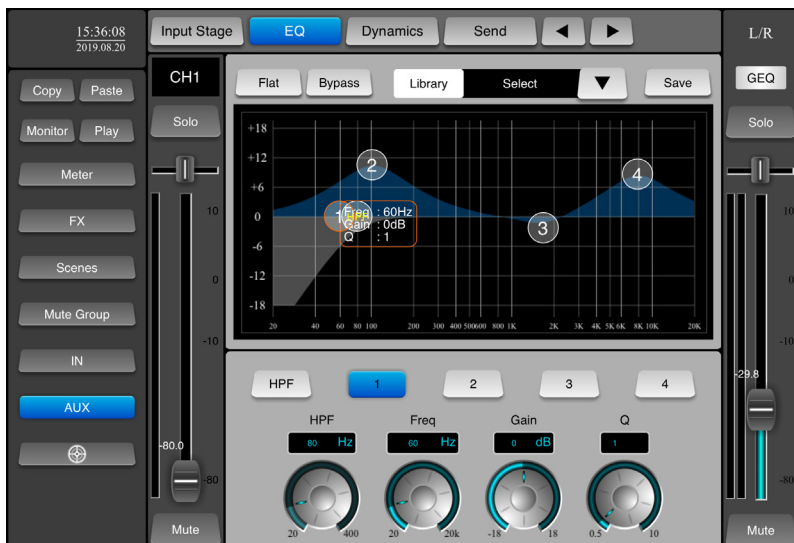 15:36:08
2019.08.20
Input Stage
EQ
Dynamics
Send
L/R
Copy
Paste
Monitor
Play
Meter
FX
Scenes
Mute Group
IN
AUX
CH1
Solo
10
0
-10
-80.0
-80
Mute
Flat
Bypass
Library
Select
Save
+18
+12
+6
0
-6
-12
-18
2
4
3
1
Freq : 60Hz
Gain : 0dB
Q : 1
20 40 60 80 100 200 300 400 500 600 800 1K 2K 3K 4K 5K 6K 8K 10K 20K
HPF
1
2
3
4
HPF
Freq
Gain
Q
80 Hz
60 Hz
0 dB
1
20 400
20 20k
-18 18
0.5 10
GEQ
Solo
10
0
-10
-29.8
-80
Mute